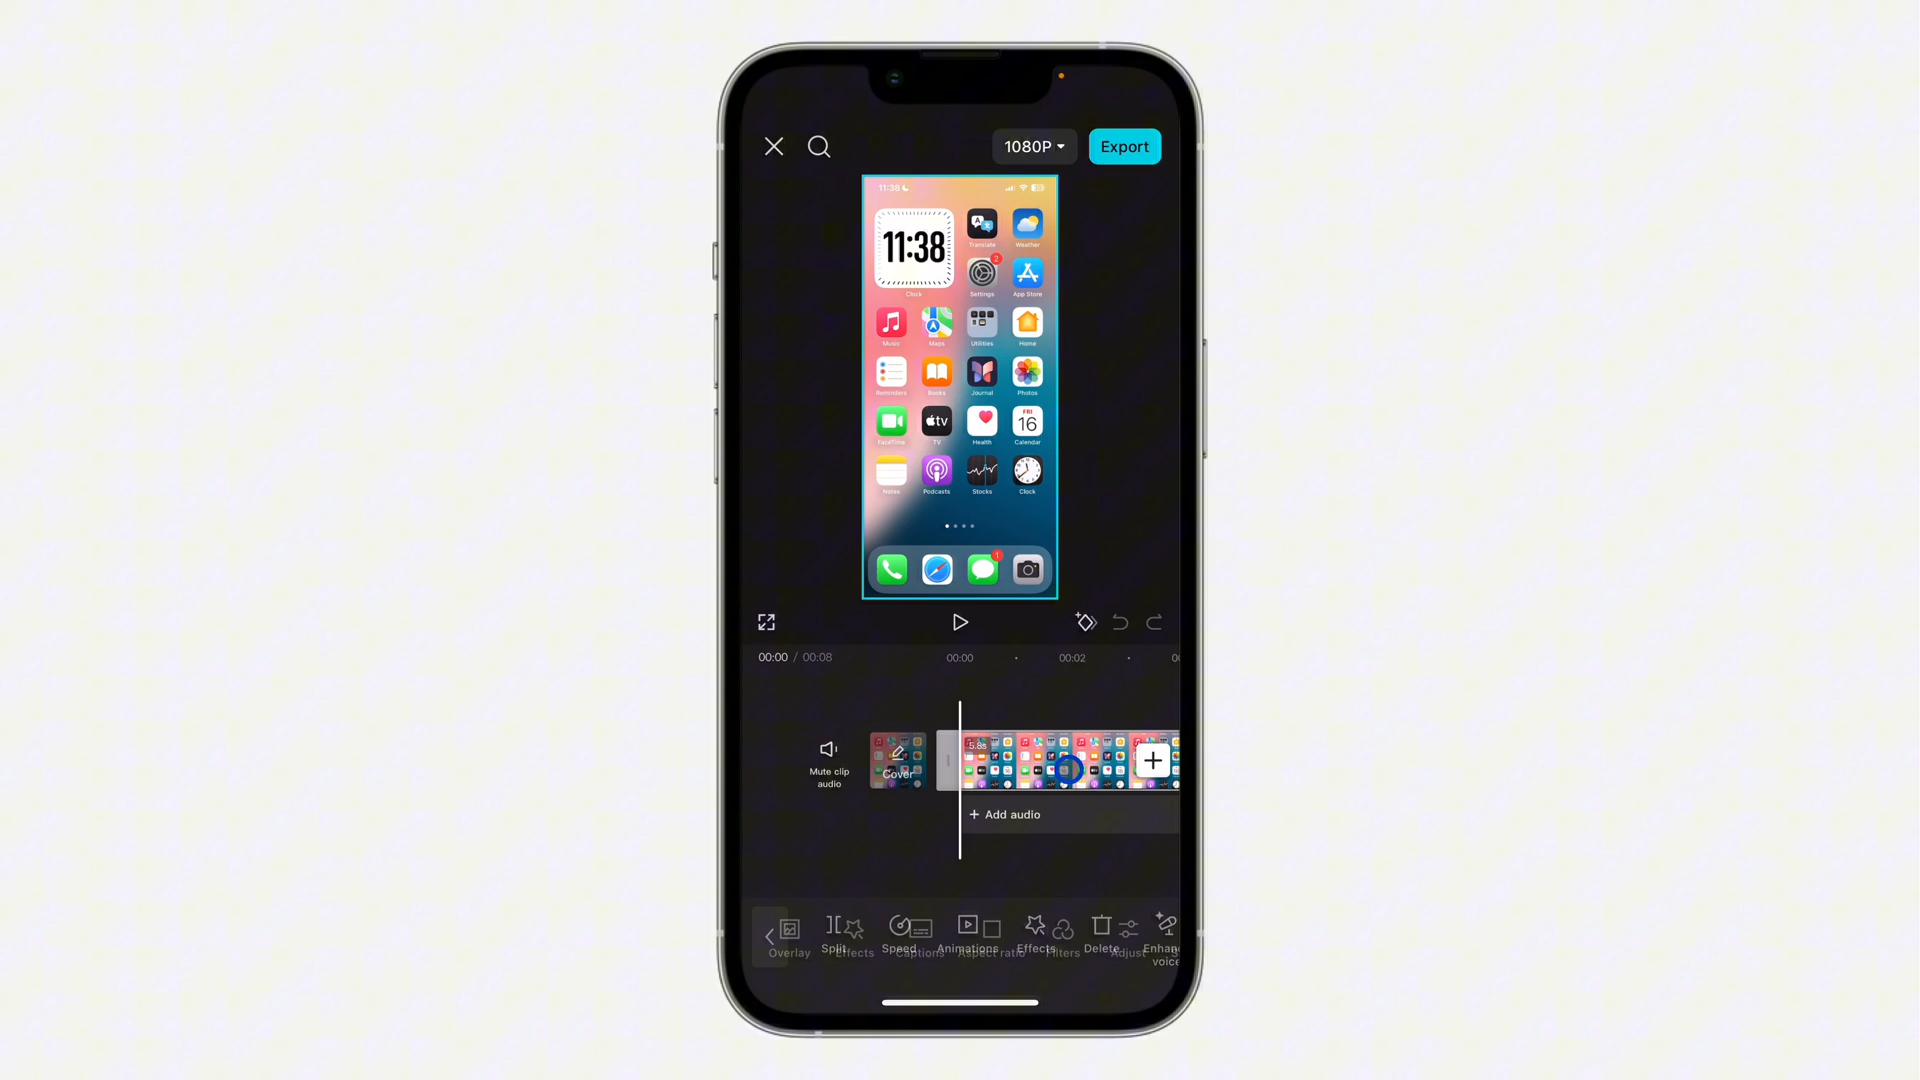 1080P
Export
11:38
11:38
Translate
Weather
2
Clock
Settings
App Store
Music
Maps
Utilities
Home
Reminders
Books
Journal
Photos
tv
FRI
16
FaceTime
TV
Health
Calendar
Notes
Podcasts
Stocks
Clock
1
00:00 / 00:08
00:00
00:02
5.8s
Mute clip
audio
Cover
+ Add audio
Split
Speed
Animations
Effects
Delete
Enhan
voice
Overlay
Effects
Captions
Aspect ratio
Filters
Adjust